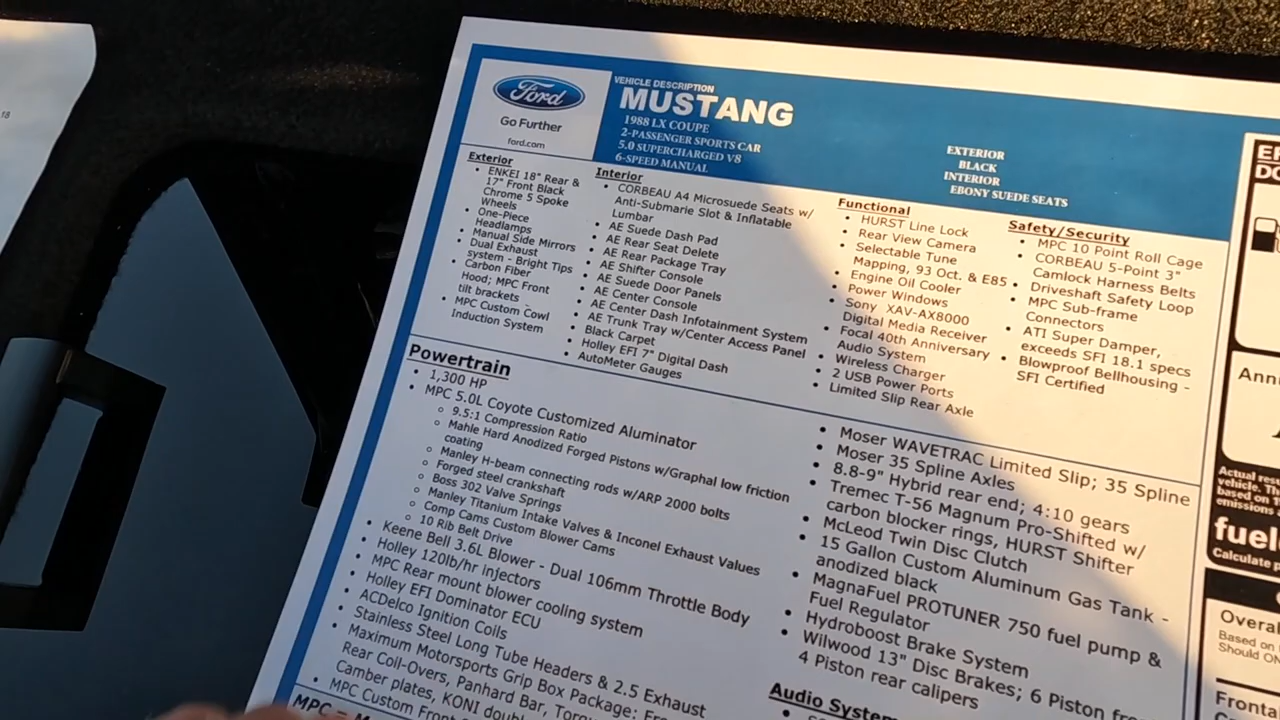 18
Ford
Go Further
ford.com
VEHICLE DESCRIPTION
MUSTANG
1988 LX COUPE
2-PASSENGER SPORTS CAR
5.0 SUPERCHARGED V8
6-SPEED MANUAL
EXTERIOR
BLACK
INTERIOR
EBONY SUEDE SEATS
Exterior
• ENKEI 18" Rear &
17" Front Black
Chrome 5 Spoke
Wheels
• One-Piece
Headlamps
• Manual Side Mirrors
• Dual Exhaust
system - Bright Tips
• Carbon Fiber
Hood; MPC Front
tilt brackets
• MPC Custom Cowl
Induction System
Interior
• CORBEAU A4 Microsuede Seats w/
Anti-Submarie Slot & Inflatable
Lumbar
• AE Suede Dash Pad
• AE Rear Seat Delete
• AE Rear Package Tray
• AE Shifter Console
• AE Suede Door Panels
• AE Center Console
• AE Center Dash Infotainment System
• AE Trunk Tray w/Center Access Panel
• Black Carpet
• Holley EFI 7" Digital Dash
• AutoMeter Gauges
Functional
• HURST Line Lock
• Rear View Camera
• Selectable Tune
Mapping, 93 Oct. & E85
• Engine Oil Cooler
• Power Windows
• Sony XAV-AX8000
Digital Media Receiver
• Focal 40th Anniversary
Audio System
• Wireless Charger
• 2 USB Power Ports
• Limited Slip Rear Axle
Safety/Security
• MPC 10 Point Roll Cage
• CORBEAU 5-Point 3"
Camlock Harness Belts
• Driveshaft Safety Loop
• MPC Sub-frame
Connectors
• ATI Super Damper,
exceeds SFI 18.1 specs
• Blowproof Bellhousing -
SFI Certified
Powertrain
• 1,300 HP
• MPC 5.0L Coyote Customized Aluminator
o 9.5:1 Compression Ratio
o Mahle Hard Anodized Forged Pistons w/Graphal low friction
coating
o Manley H-beam connecting rods w/ARP 2000 bolts
o Forged steel crankshaft
o Boss 302 Valve Springs
o Manley Titanium Intake Valves & Inconel Exhaust Values
o Comp Cams Custom Blower Cams
o 10 Rib Belt Drive
• Keene Bell 3.6L Blower - Dual 106mm Throttle Body
• Holley 120lb/hr injectors
• MPC Rear mount blower cooling system
• Holley EFI Dominator ECU
• ACDelco Ignition Coils
• Stainless Steel Long Tube Headers & 2.5 Exhaust
• Maximum Motorsports Grip Box Package:
Rear Coil-Overs, Panhard Bar,
Camber plates, KONI
• MPC Custom Front
MPC =
• Moser WAVETRAC Limited Slip; 35 Spline
• Moser 35 Spline Axles
• 8.8-9" Hybrid rear end; 4:10 gears
• Tremec T-56 Magnum Pro-Shifted w/
carbon blocker rings, HURST Shifter
• McLeod Twin Disc Clutch
• 15 Gallon Custom Aluminum Gas Tank -
anodized black
• MagnaFuel PROTUNER 750 fuel pump &
Fuel Regulator
• Hydroboost Brake System
• Wilwood 13" Disc Brakes; 6 Piston
4 Piston rear calipers
Audio System
Actual
vehicle.
based on
emissions
fuel
Calculate
Based on
Should